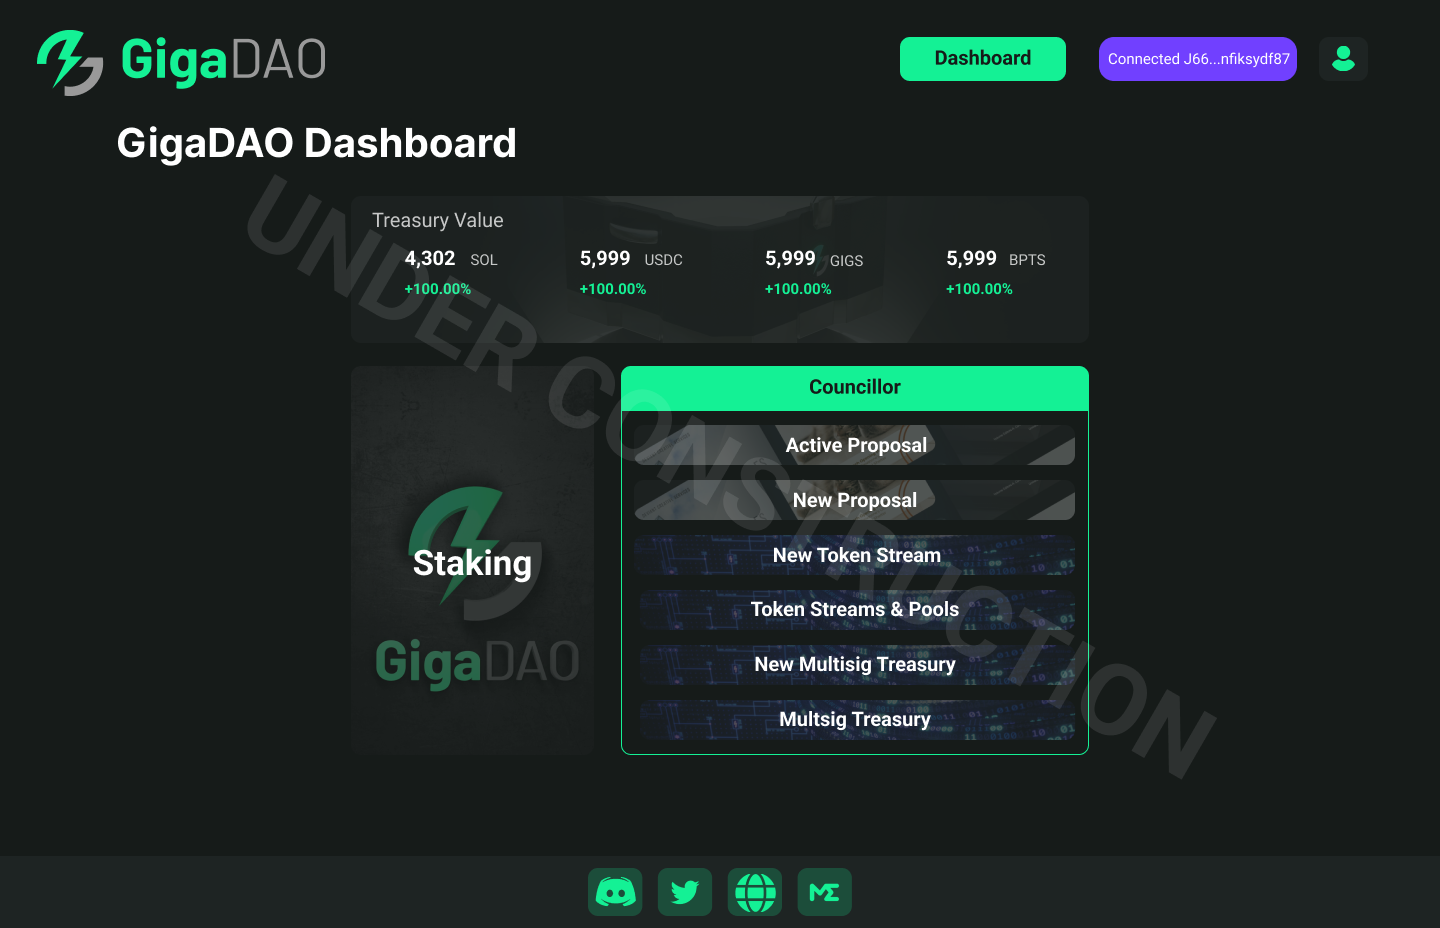 GigaDAO
Dashboard
Connected J66...nfiksydf87
GigaDAO Dashboard
Treasury Value
4,302 SOL
5,999 USDC
5,999 GIGS
5,999 BPTS
+100.00%
+100.00%
+100.00%
+100.00%
UNDER CONSTRUCTION
Staking
GigaDAO
Councillor
Active Proposal
New Proposal
New Token Stream
Token Streams & Pools
New Multisig Treasury
Multsig Treasury
ME